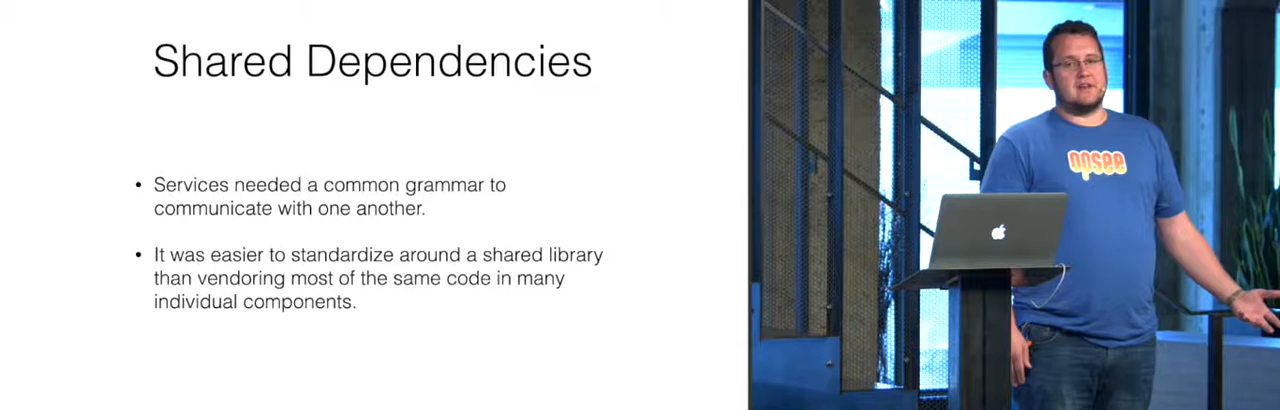 Shared Dependencies
• Services needed a common grammar to
communicate with one another.
• It was easier to standardize around a shared library
than vendoring most of the same code in many
individual components.
opsee